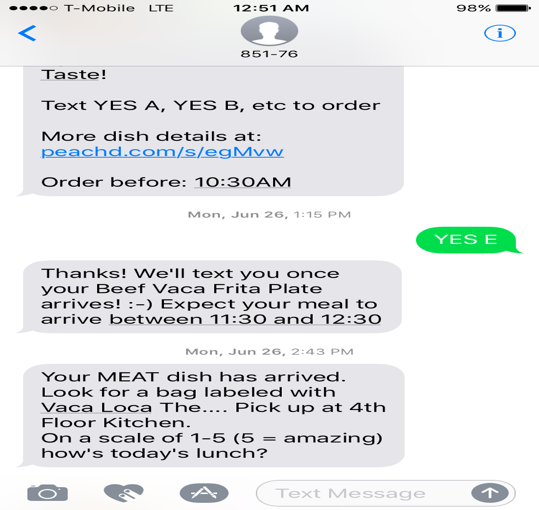 T-Mobile LTE 12:51 AM 98%
851-76
Taste!
Text YES A, YES B, etc to order
More dish details at:
peachd.com/s/egMvw
Order before: 10:30AM
Mon, Jun 26, 1:15 PM
YES E
Thanks! We'll text you once
your Beef Vaca Frita Plate
arrives! :-) Expect your meal to
arrive between 11:30 and 12:30
Mon, Jun 26, 2:43 PM
Your MEAT dish has arrived.
Look for a bag labeled with
Vaca Loca The.... Pick up at 4th
Floor Kitchen.
On a scale of 1-5 (5 = amazing)
how's today's lunch?
Text Message